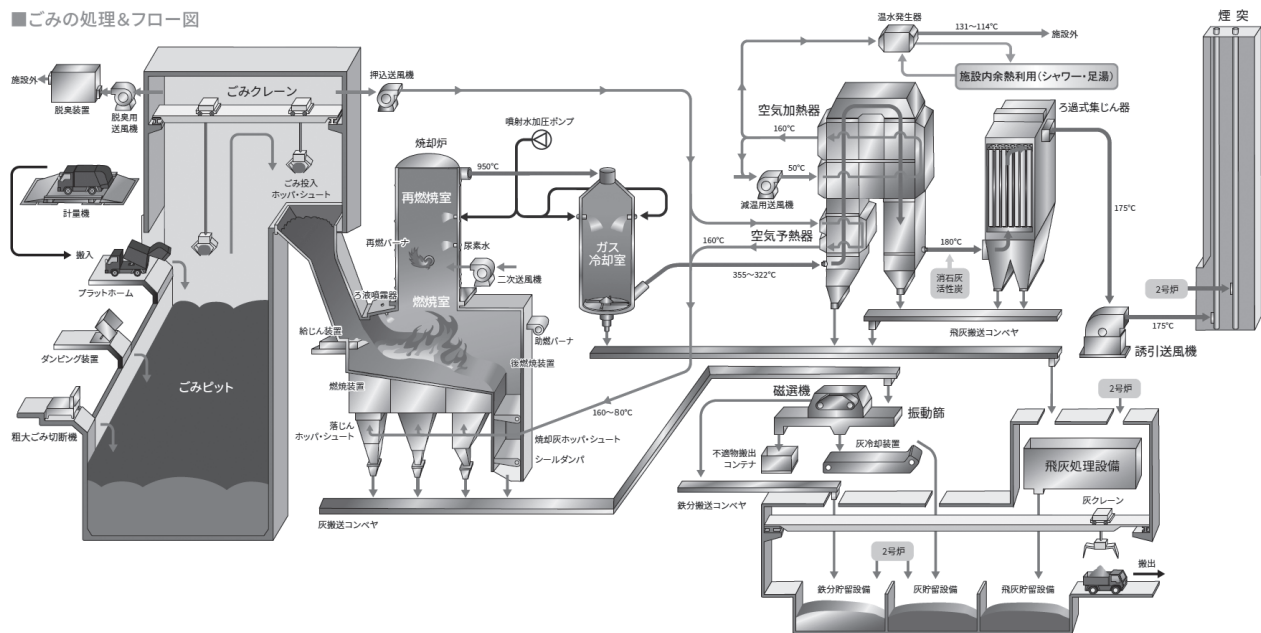 ■ごみの処理&フロー図
施設外
脱臭装置
脱臭用
送風機
ごみクレーン
押込送風機
計量機
搬入
プラットホーム
ダンピング装置
粗大ごみ切断機
ごみピット
ごみ投入
ホッパ・シュート
焼却炉
950℃
再燃焼室
再燃バーナ
尿素水
二次送風機
ろ液噴霧器
燃焼室
給じん装置
助燃バーナ
後燃焼装置
燃焼装置
落じん
ホッパ・シュート
160〜80℃
焼却灰ホッパ・シュート
シールダンパ
灰搬送コンベヤ
噴射水加圧ポンプ
ガス
冷却室
355〜322℃
温水発生器
131〜114℃
施設外
施設内余熱利用(シャワー・足湯)
空気加熱器
160℃
50℃
減温用送風機
空気予熱器
160℃
180℃
消石灰
活性炭
ろ過式集じん器
175℃
飛灰搬送コンベヤ
誘引送風機
175℃
2号炉
煙突
磁選機
振動篩
不適物搬出
コンテナ
灰冷却装置
鉄分搬送コンベヤ
2号炉
飛灰処理設備
灰クレーン
2号炉
搬出
鉄分貯留設備
灰貯留設備
飛灰貯留設備